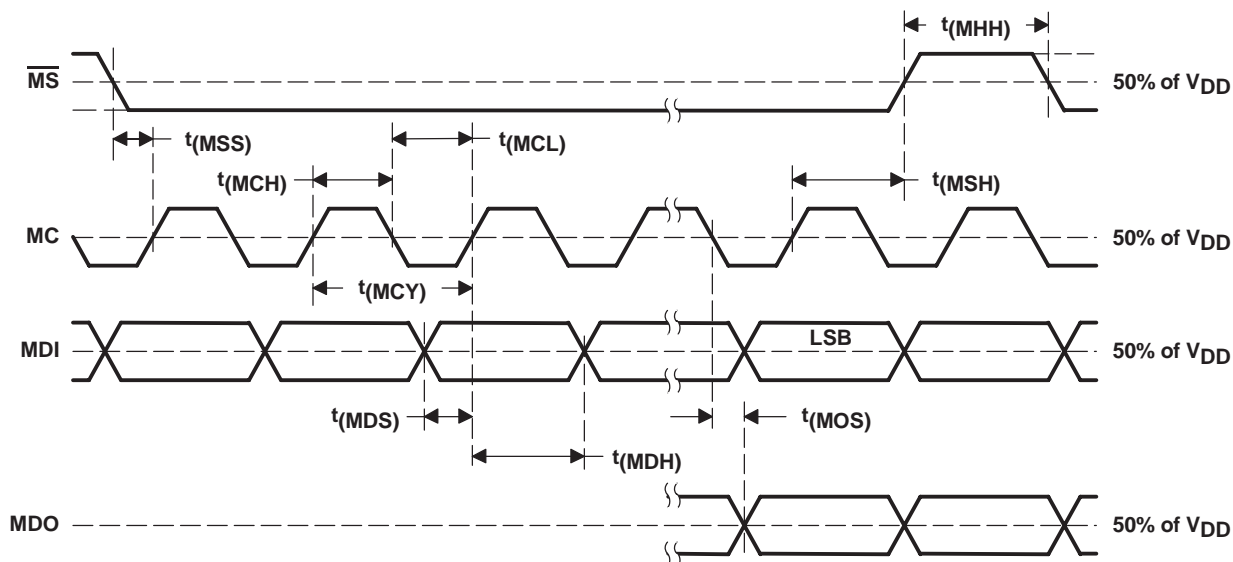 t(MHH)
MS
50% of VDD
t(MSS)
t(MCL)
t(MCH)
t(MSH)
MC
50% of VDD
t(MCY)
LSB
MDI
50% of VDD
t(MDS)
t(MOS)
t(MDH)
MDO
50% of VDD